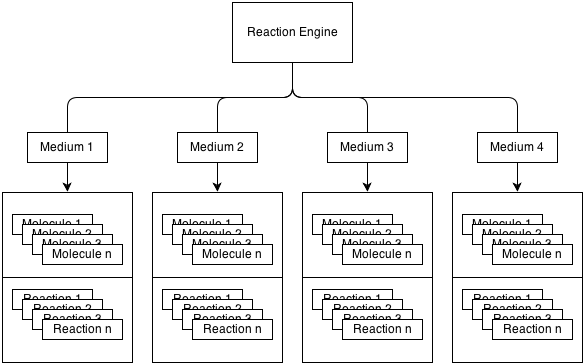 Reaction Engine
Medium 1
Medium 2
Medium 3
Medium 4
Molecule 1
Molecule 2
Molecule 3
Molecule n
Molecule 1
Molecule 2
Molecule 3
Molecule n
Molecule 1
Molecule 2
Molecule 3
Molecule n
Molecule 1
Molecule 2
Molecule 3
Molecule n
Reaction 1
Reaction 2
Reaction 3
Reaction n
Reaction 1
Reaction 2
Reaction 3
Reaction n
Reaction 1
Reaction 2
Reaction 3
Reaction n
Reaction 1
Reaction 2
Reaction 3
Reaction n